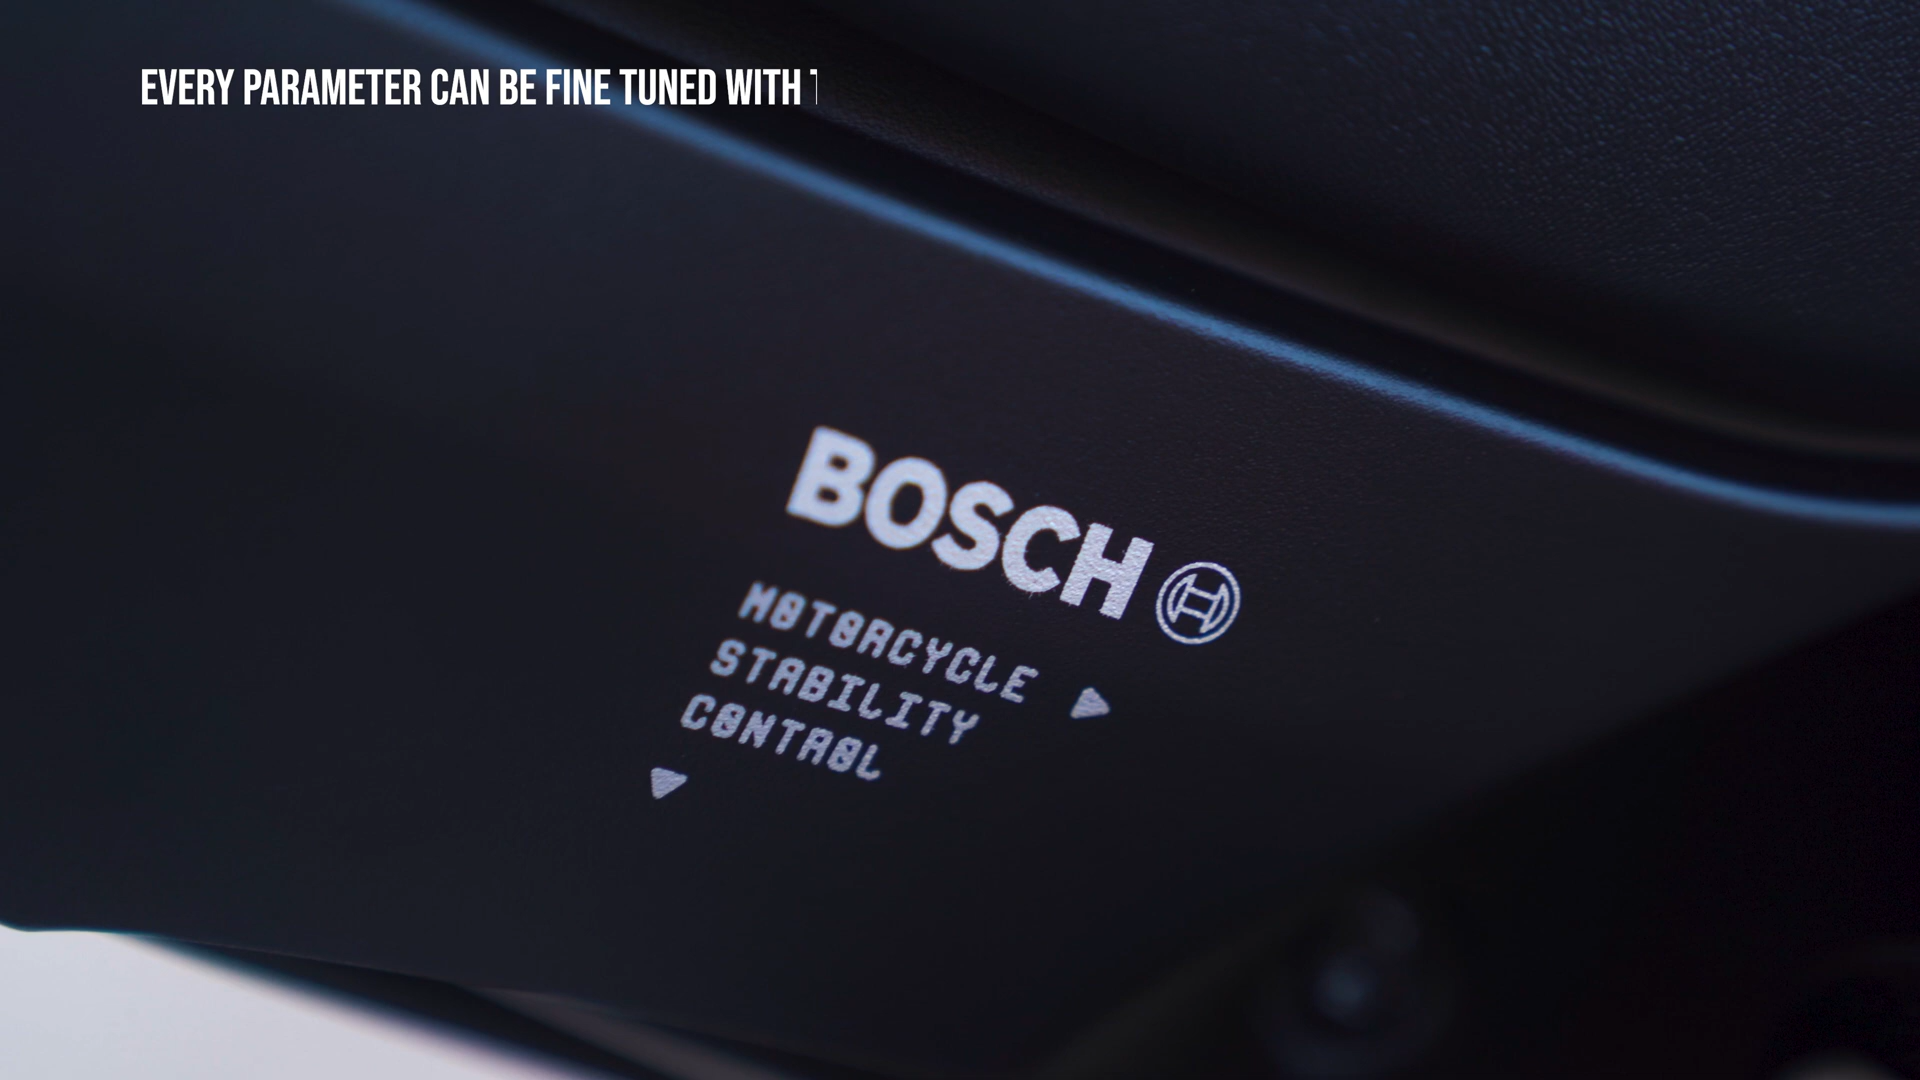 EVERY PARAMETER CAN BE FINE TUNED WITH
BOSCH
MOTORCYCLE
STABILITY
CONTROL